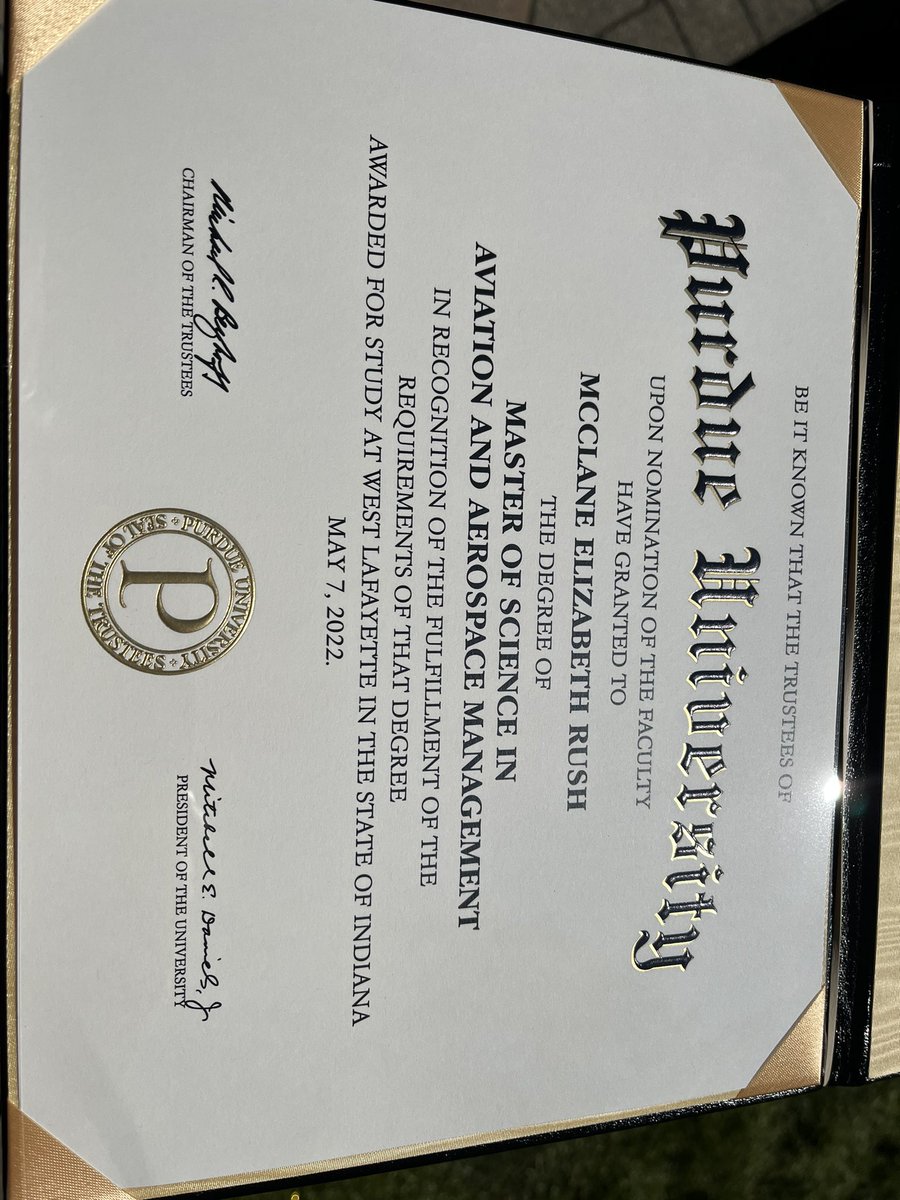 BE IT KNOWN THAT THE TRUSTEES OF
Purdue University
UPON NOMINATION OF THE FACULTY
HAVE GRANTED TO
MCCLANE ELIZABETH RUSH
THE DEGREE OF
MASTER OF SCIENCE IN
AVIATION AND AEROSPACE MANAGEMENT
IN RECOGNITION OF THE FULFILLMENT OF THE
REQUIREMENTS OF THAT DEGREE
AWARDED FOR STUDY AT WEST LAFAYETTE IN THE STATE OF INDIANA
MAY 7, 2022.
CHAIRMAN OF THE TRUSTEES
PURDUE UNIVERSITY
P
SEAL OF THE TRUSTEES
Mitchell E. Daniels, Jr
PRESIDENT OF THE UNIVERSITY